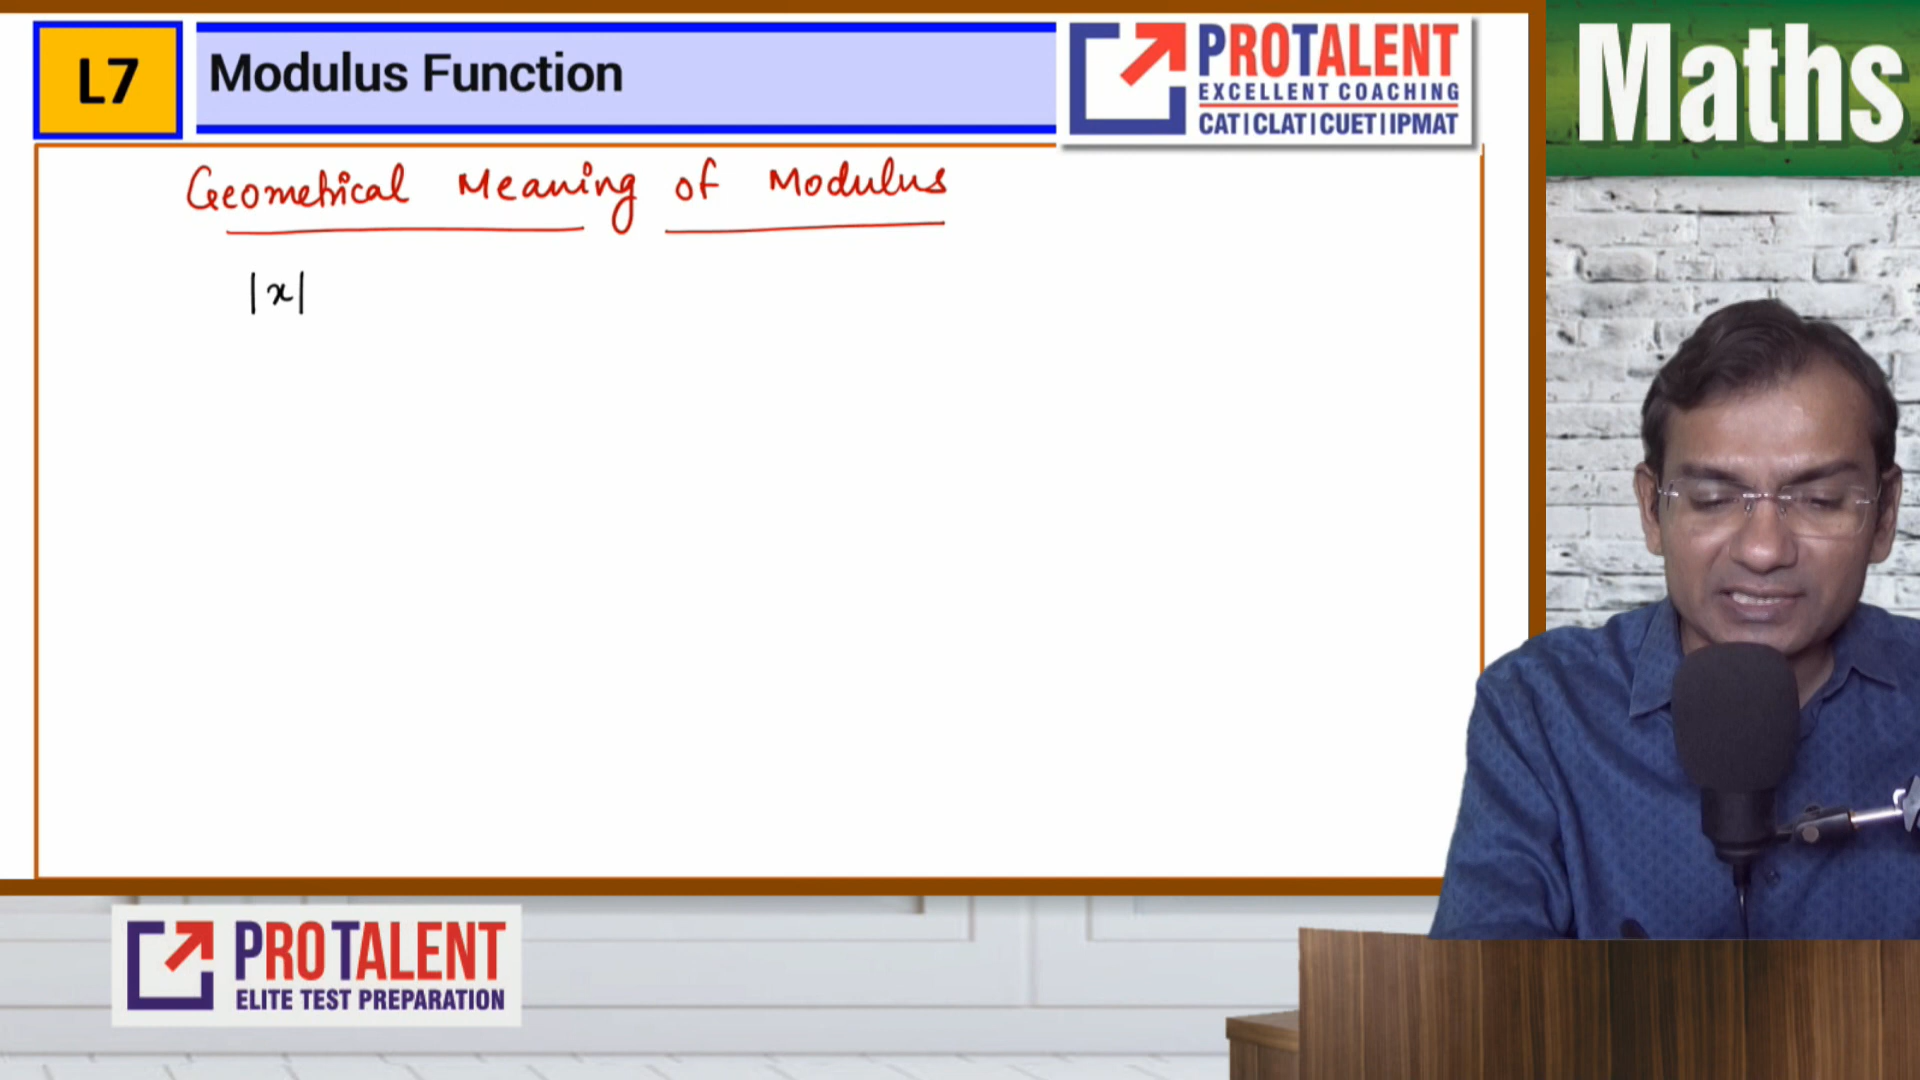 L7
Modulus Function
PROTALENT
EXCELLENT COACHING
CAT|CLAT|CUET|IPMAT
Maths
Geometrical Meaning of Modulus
|x|
PROTALENT
ELITE TEST PREPARATION